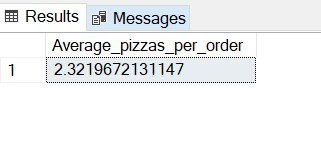 Results Messages
Average_pizzas_per_order
1 2.3219672131147